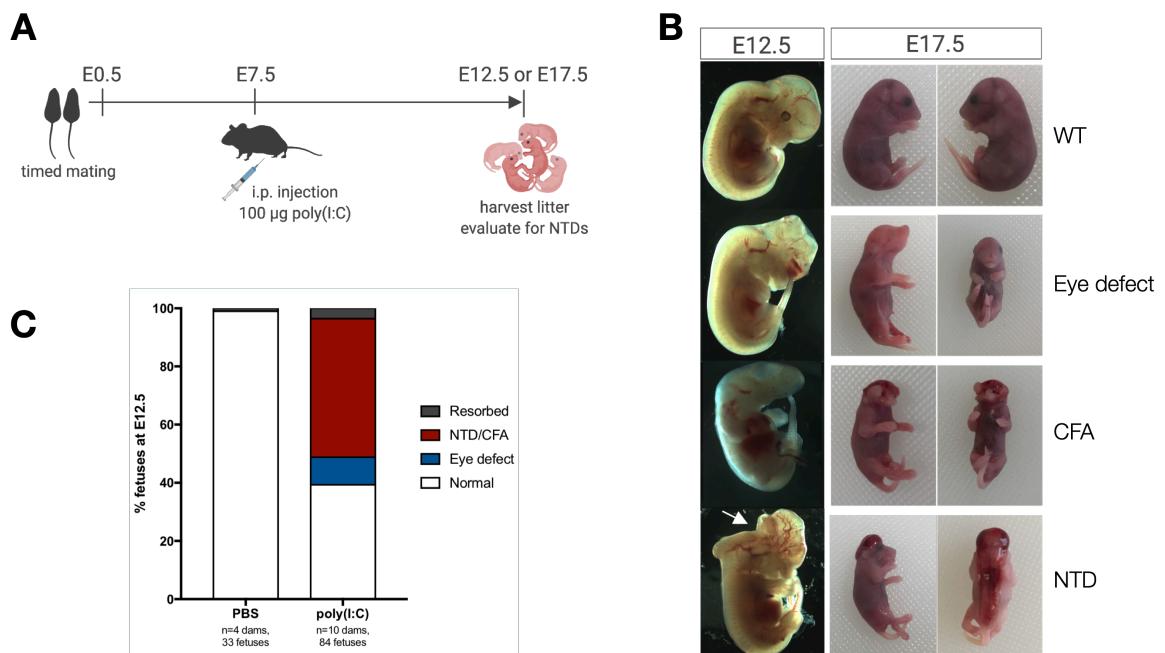 A
E0.5
E7.5
E12.5 or E17.5
timed mating
i.p. injection
100 µg poly(I:C)
harvest litter
evaluate for NTDs
B
E12.5
E17.5
WT
Eye defect
CFA
NTD
C
% fetuses at E12.5
100
80
60
40
20
0
Resorbed
NTD/CFA
Eye defect
Normal
PBS
n=4 dams,
33 fetuses
poly(I:C)
n=10 dams,
84 fetuses